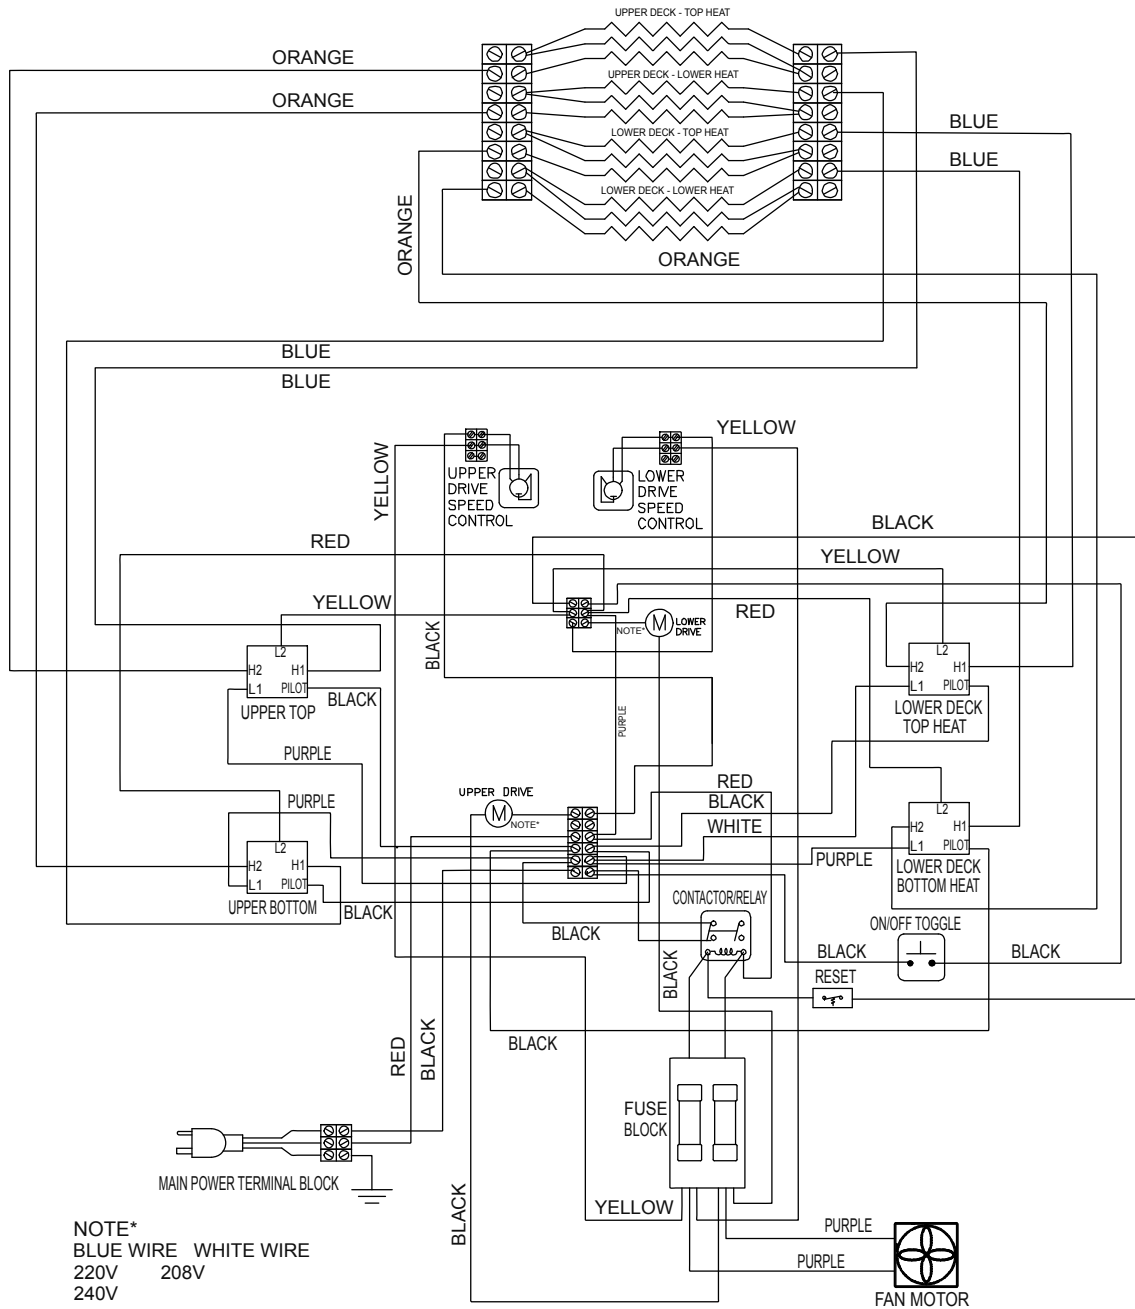 UPPER DECK - TOP HEAT
ORANGE
UPPER DECK - LOWER HEAT
ORANGE
BLUE
LOWER DECK - TOP HEAT
BLUE
LOWER DECK - LOWER HEAT
ORANGE
ORANGE
BLUE
BLUE
YELLOW
YELLOW
UPPER
DRIVE
SPEED
CONTROL
LOWER
DRIVE
SPEED
CONTROL
BLACK
RED
YELLOW
YELLOW
RED
BLACK
NOTE*
M
LOWER
DRIVE
L2
H2
H1
L1
PILOT
UPPER TOP
BLACK
L2
H2
H1
L1
PILOT
LOWER DECK
TOP HEAT
PURPLE
PURPLE
RED
UPPER DRIVE
M
NOTE*
PURPLE
BLACK
WHITE
L2
H2
H1
L1
PILOT
UPPER BOTTOM
BLACK
PURPLE
L2
H2
H1
L1
PILOT
LOWER DECK
BOTTOM HEAT
CONTACTOR/RELAY
ON/OFF TOGGLE
BLACK
BLACK
BLACK
BLACK
RESET
RED
BLACK
BLACK
FUSE
BLOCK
MAIN POWER TERMINAL BLOCK
YELLOW
BLACK
PURPLE
PURPLE
FAN MOTOR
NOTE*
BLUE WIRE WHITE WIRE
220V 208V
240V